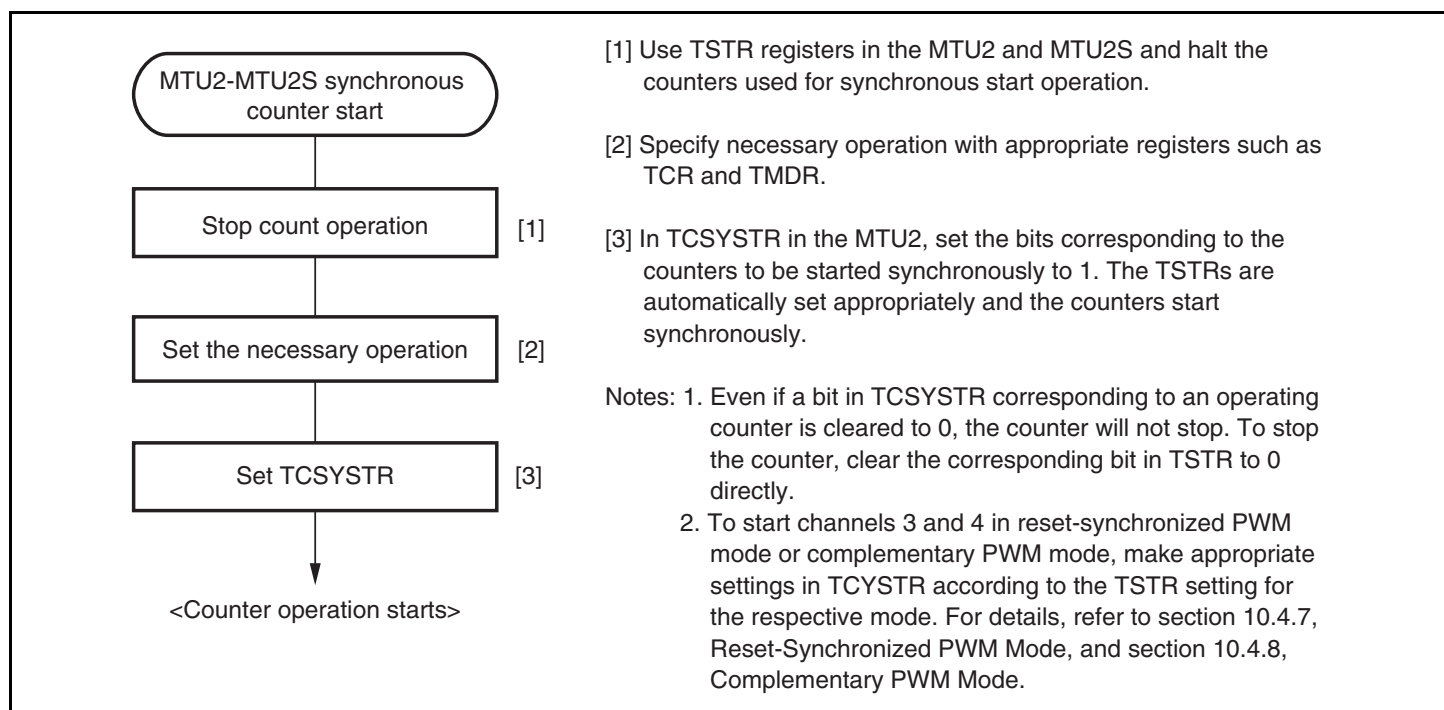 MTU2-MTU2S synchronous
counter start
Stop count operation
[1]
Set the necessary operation
[2]
Set TCSYSTR
[3]
<Counter operation starts>
[1] Use TSTR registers in the MTU2 and MTU2S and halt the
counters used for synchronous start operation.
[2] Specify necessary operation with appropriate registers such as
TCR and TMDR.
[3] In TCSYSTR in the MTU2, set the bits corresponding to the
counters to be started synchronously to 1. The TSTRs are
automatically set appropriately and the counters start
synchronously.
Notes: 1. Even if a bit in TCSYSTR corresponding to an operating
counter is cleared to 0, the counter will not stop. To stop
the counter, clear the corresponding bit in TSTR to 0
directly.
2. To start channels 3 and 4 in reset-synchronized PWM
mode or complementary PWM mode, make appropriate
settings in TCYSTR according to the TSTR setting for
the respective mode. For details, refer to section 10.4.7,
Reset-Synchronized PWM Mode, and section 10.4.8,
Complementary PWM Mode.